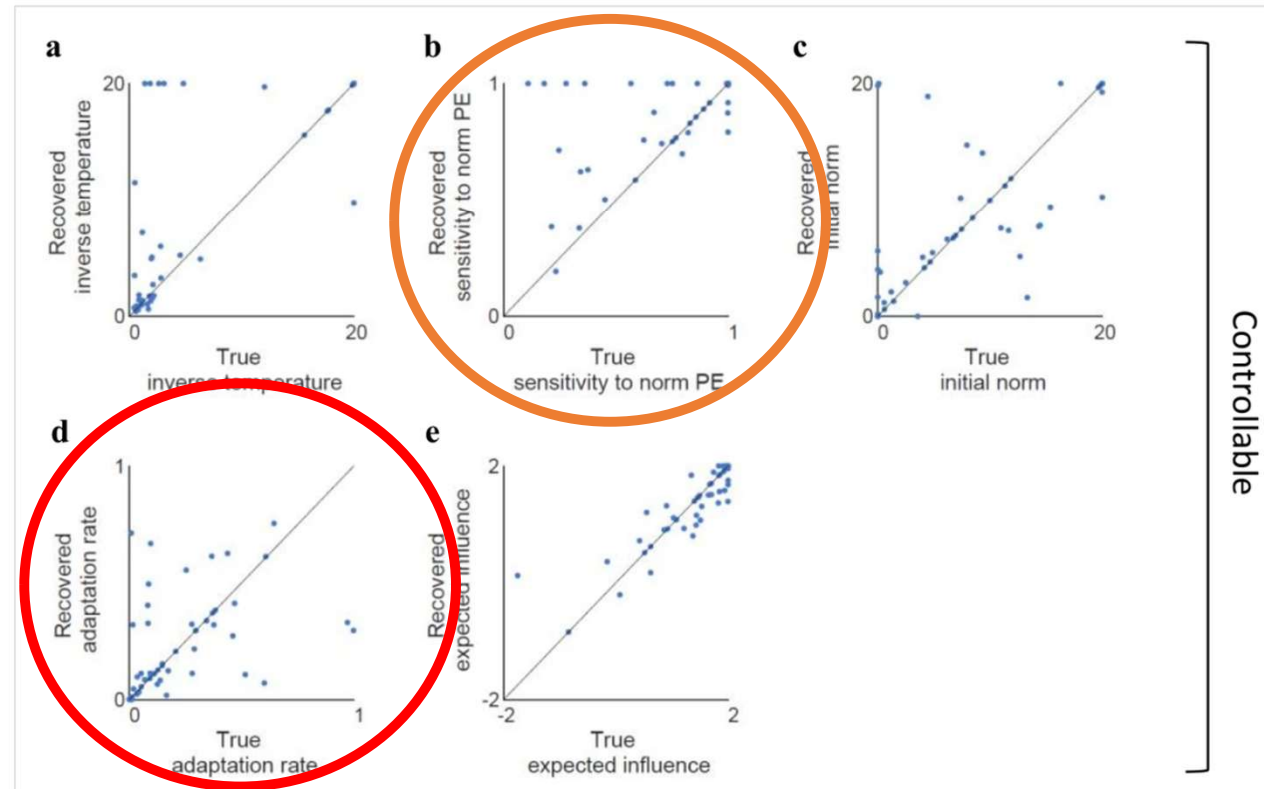 a
20
Recovered
inverse temperature
0
0
20
True
inverse temperature
b
1
Recovered
sensitivity to norm PE
0
0
1
True
sensitivity to norm PE
c
20
Recovered
initial norm
0
0
20
True
initial norm
d
1
Recovered
adaptation rate
0
0
1
True
adaptation rate
e
2
Recovered
expected influence
-2
-2
2
True
expected influence
Controllable